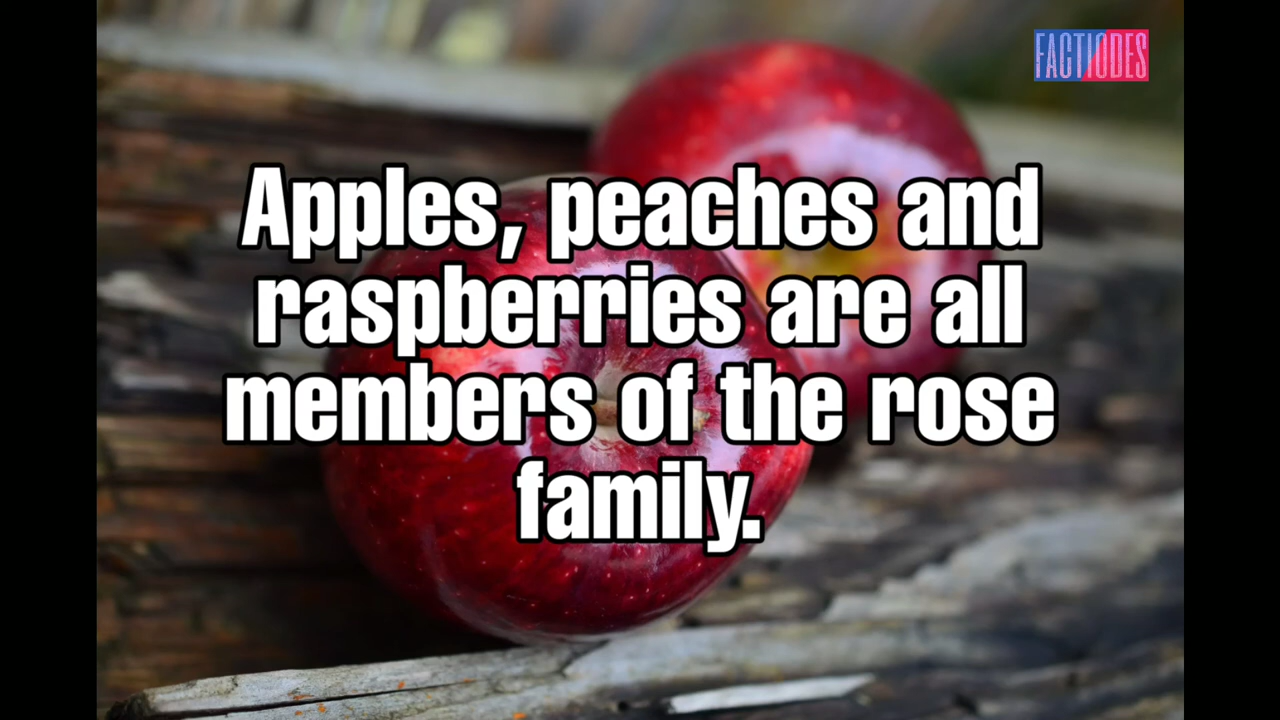 FACTIODES
Apples, peaches and
raspberries are all
members of the rose
family.